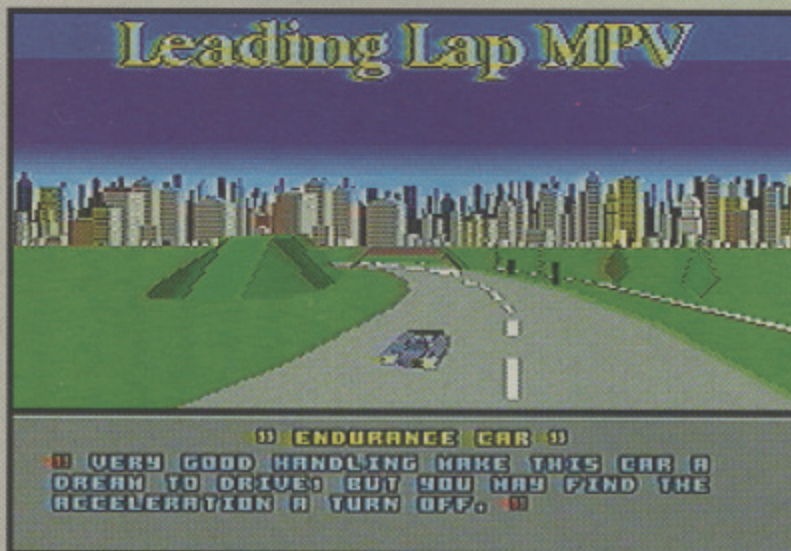 Leading Lap MPV
" ENDURANCE CAR "
" VERY GOOD HANDLING MAKE THIS CAR A
DREAM TO DRIVE; BUT YOU MAY FIND THE
ACCELERATION A TURN OFF. "